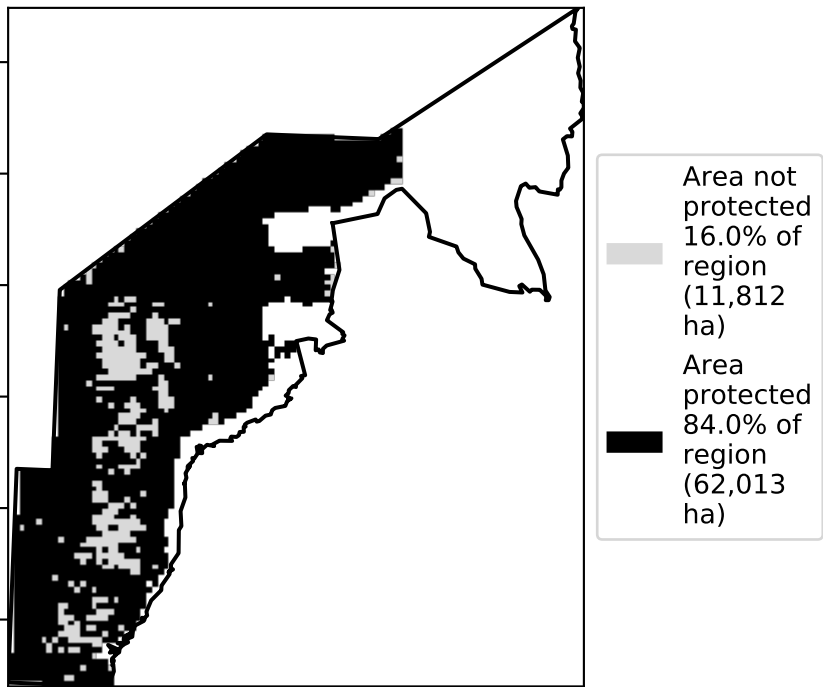 Area not
protected
16.0% of
region
(11,812
ha)
Area
protected
84.0% of
region
(62,013
ha)